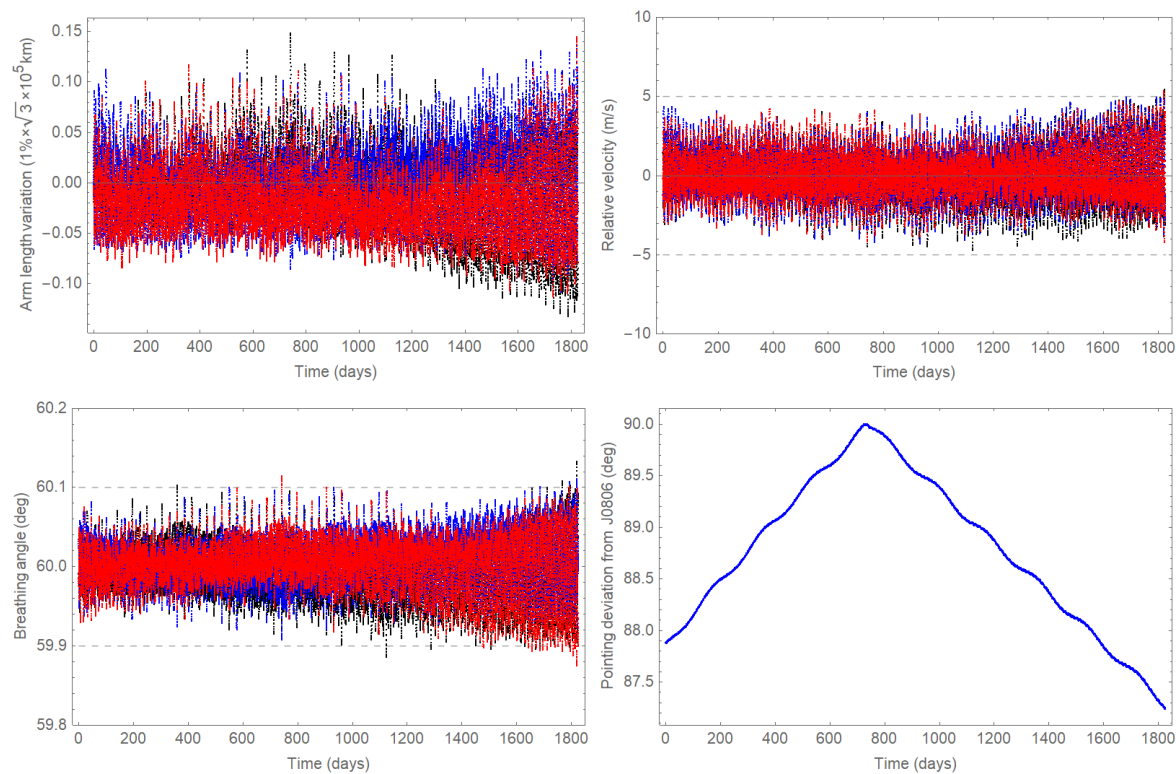 Arm length variation (1%×√3 ×10⁵km)
0.15
0.10
0.05
0.00
−0.05
−0.10
0 200 400 600 800 1000 1200 1400 1600 1800
Time (days)
Relative velocity (m/s)
10
5
0
−5
−10
0 200 400 600 800 1000 1200 1400 1600 1800
Time (days)
Breathing angle (deg)
60.2
60.1
60.0
59.9
59.8
0 200 400 600 800 1000 1200 1400 1600 1800
Time (days)
Pointing deviation from J0806 (deg)
90.0
89.5
89.0
88.5
88.0
87.5
0 200 400 600 800 1000 1200 1400 1600 1800
Time (days)